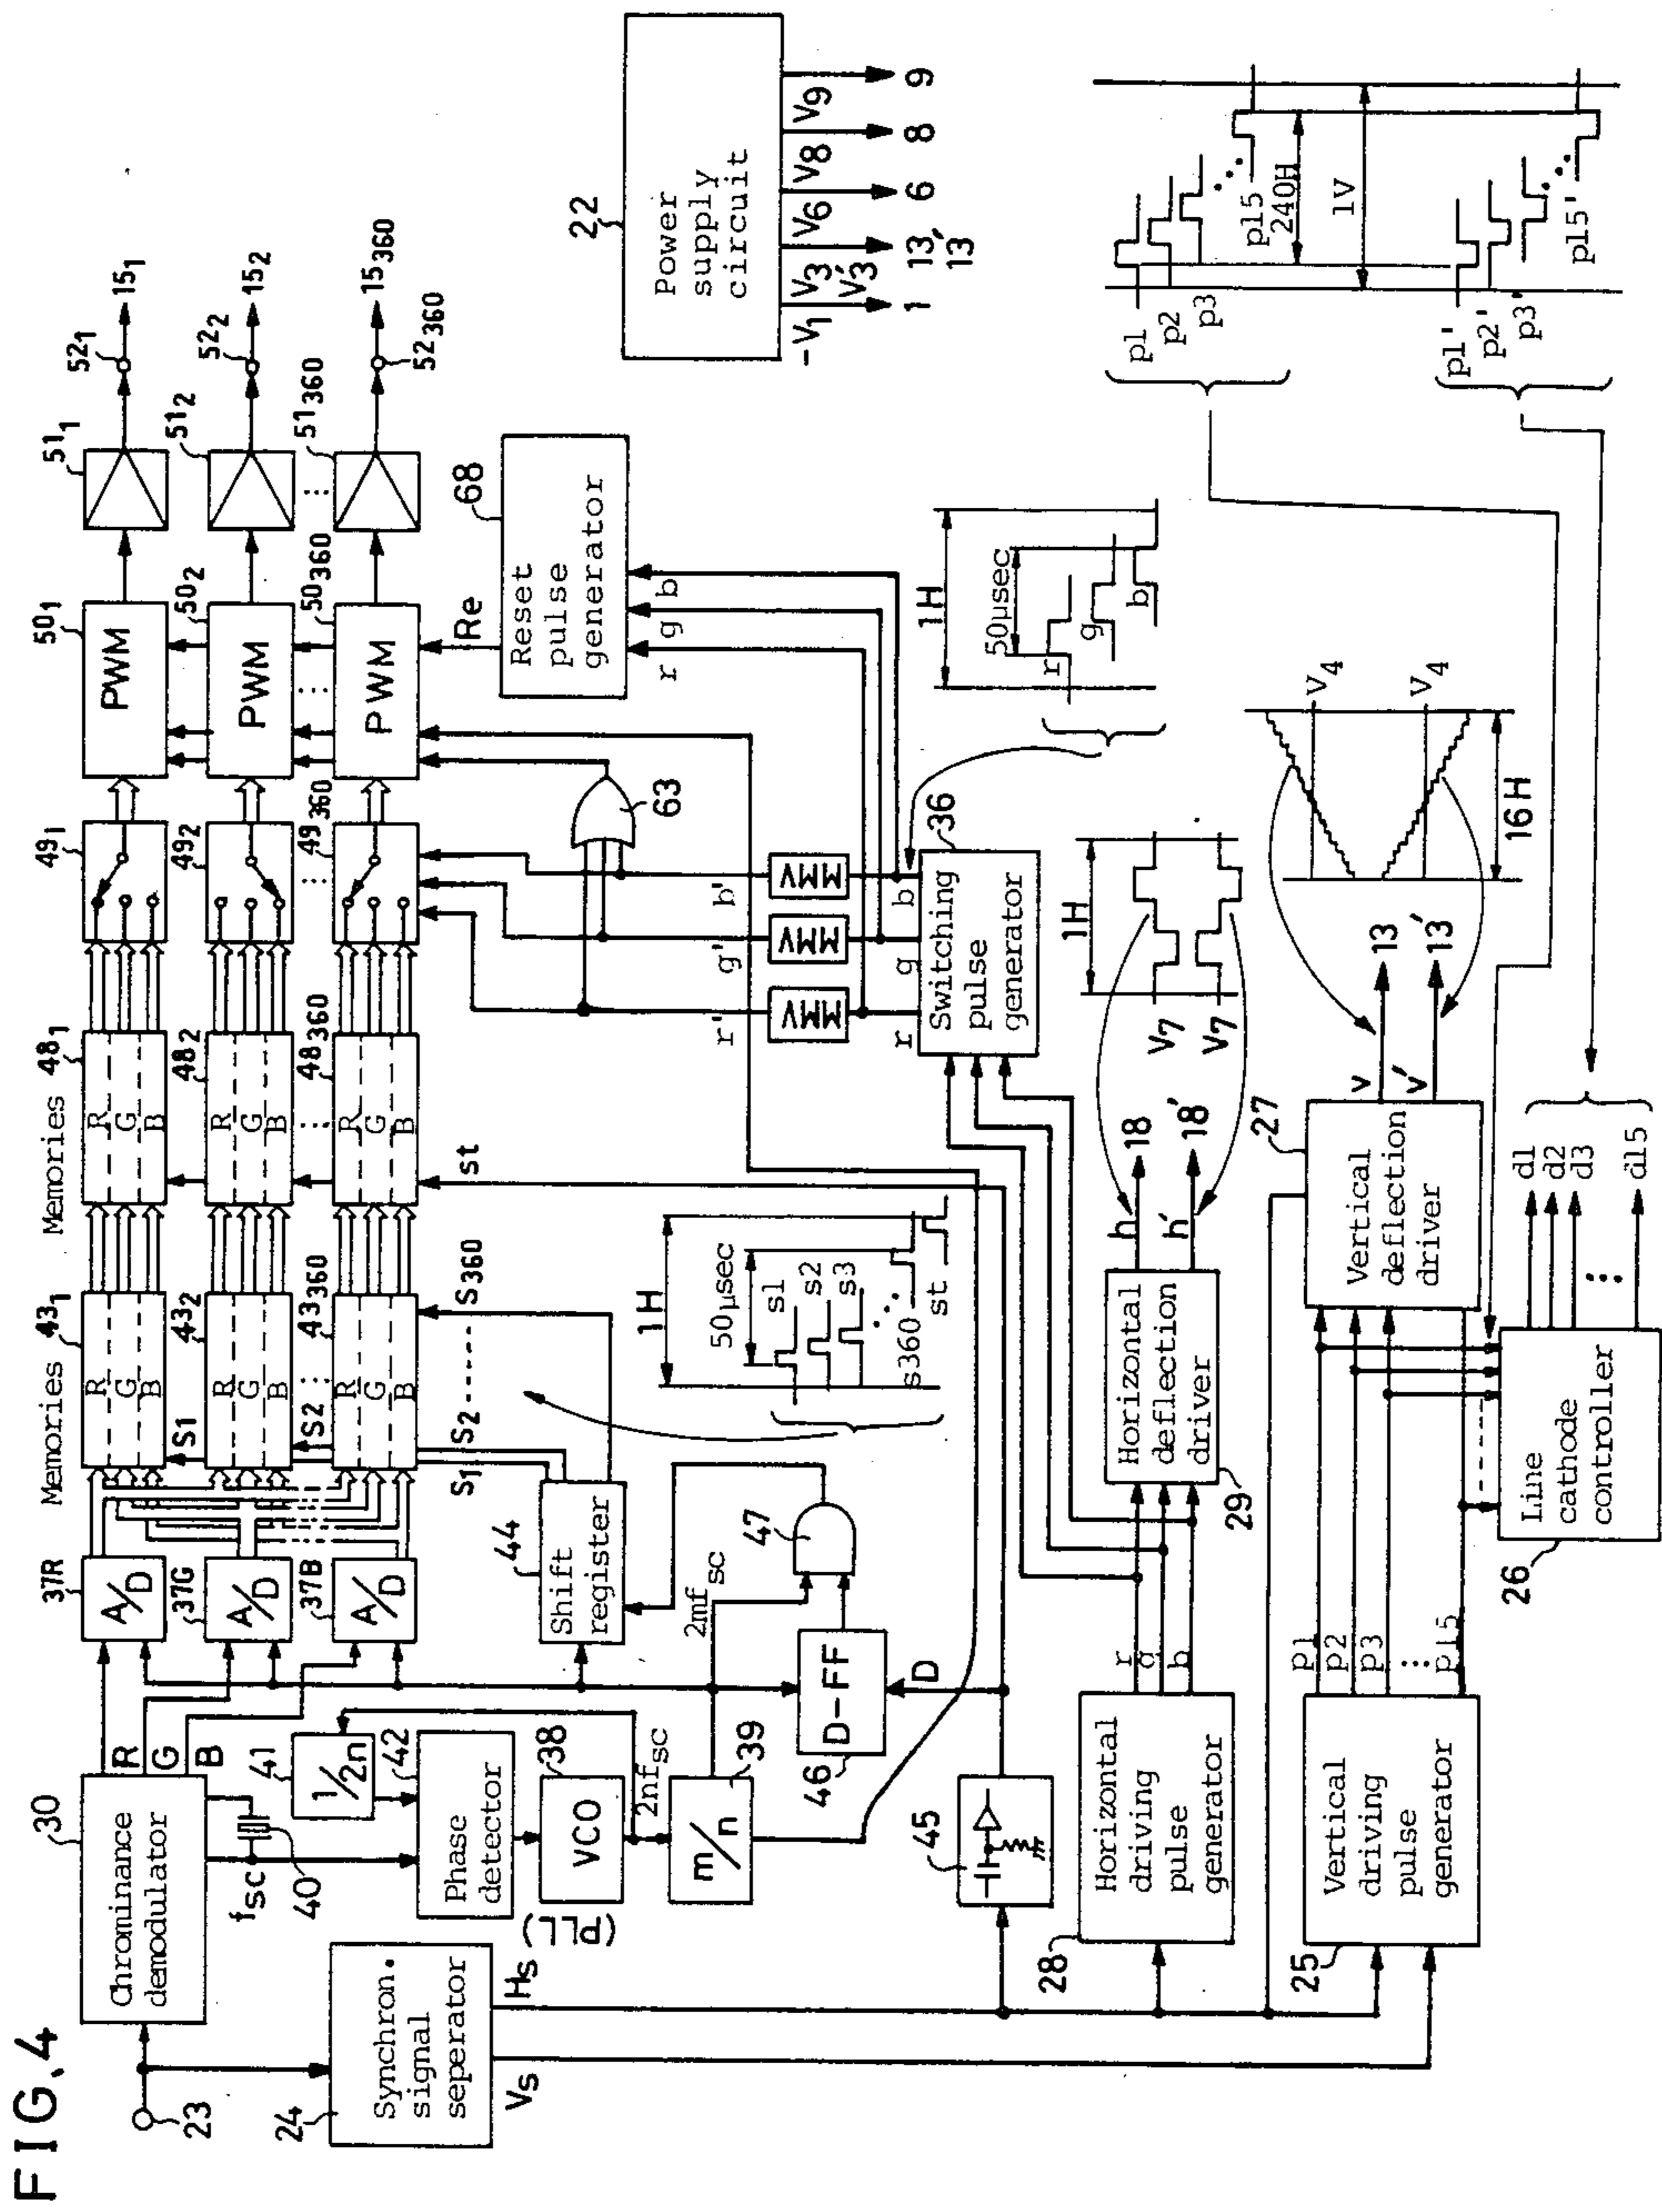 FIG. 4
23
30
Chrominance
demodulator
R
G
B
fsc
40
24
Synchron.
signal
seperator
Hs
Vs
41
1/2n
42
Phase
detector
38
VCO
(PLL)
2nfsc
39
m/n
37R
A/D
37G
A/D
37B
A/D
44
Shift
register
2mfsc
46
D-FF
D
47
45
Memories
43₁
R
G
B
S1
43₂
R
G
B
S2
43₃₆₀
R
G
B
S₁
S₂
S₃₆₀
Memories
48₁
R
G
B
48₂
R
G
B
48₃₆₀
R
G
B
st
49₁
49₂
49₃₆₀
50₁
PWM
50₂
PWM
50₃₆₀
PWM
51₁
51₂
51₃₆₀
52₁
52₂
52₃₆₀
15₁
15₂
15₃₆₀
Re
68
Reset
pulse
generator
r
g
b
63
r'
g'
b'
MMV
MMV
MMV
r
g
b
36
Switching
pulse
generator
1H
50μsec
s1
s2
s3
s360
st
1H
50μsec
r
g
b
22
Power
supply
circuit
-V₁
V₃
V'₃
V₆
V₈
V₉
1
13,
13'
6
8
9
28
Horizontal
driving
pulse
generator
r
g
b
29
Horizontal
deflection
driver
h
h'
18
18'
1H
V₇
V₇
25
Vertical
driving
pulse
generator
p1
p2
p3
p15
27
Vertical
deflection
driver
v
v'
13
13'
V₄
V₄
16H
26
Line
cathode
controller
d1
d2
d3
d15
p1
p2
p3
p15
240H
1V
p1'
p2'
p3'
p15'